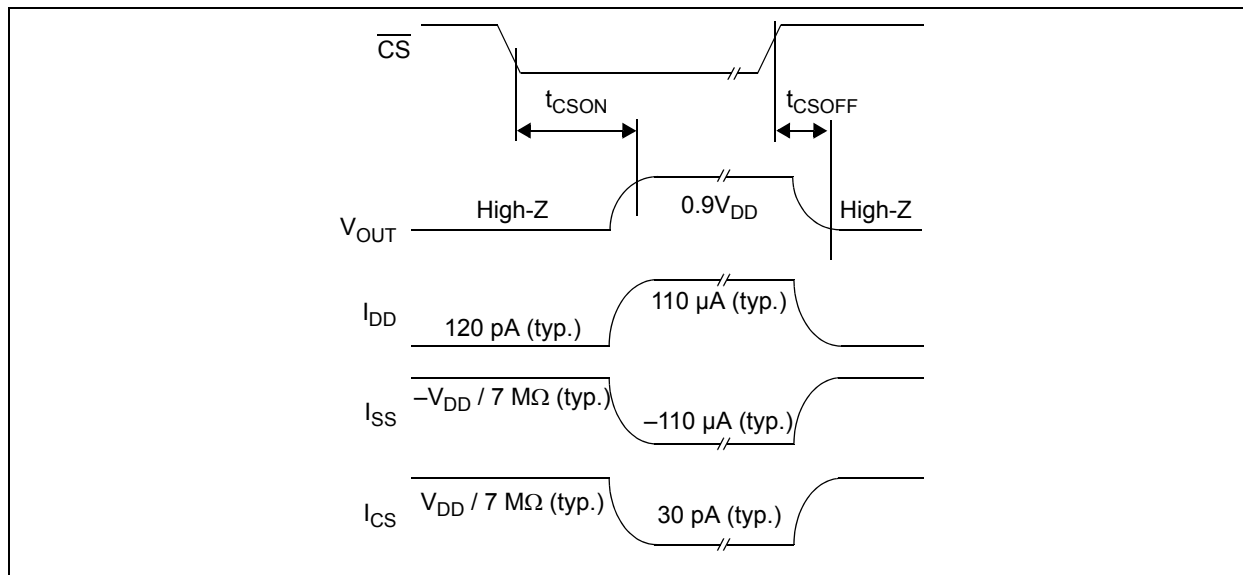 CS
tCSON
tCSOFF
VOUT
High-Z
0.9VDD
High-Z
IDD
120 pA (typ.)
110 µA (typ.)
ISS
–VDD / 7 MΩ (typ.)
–110 µA (typ.)
ICS
VDD / 7 MΩ (typ.)
30 pA (typ.)